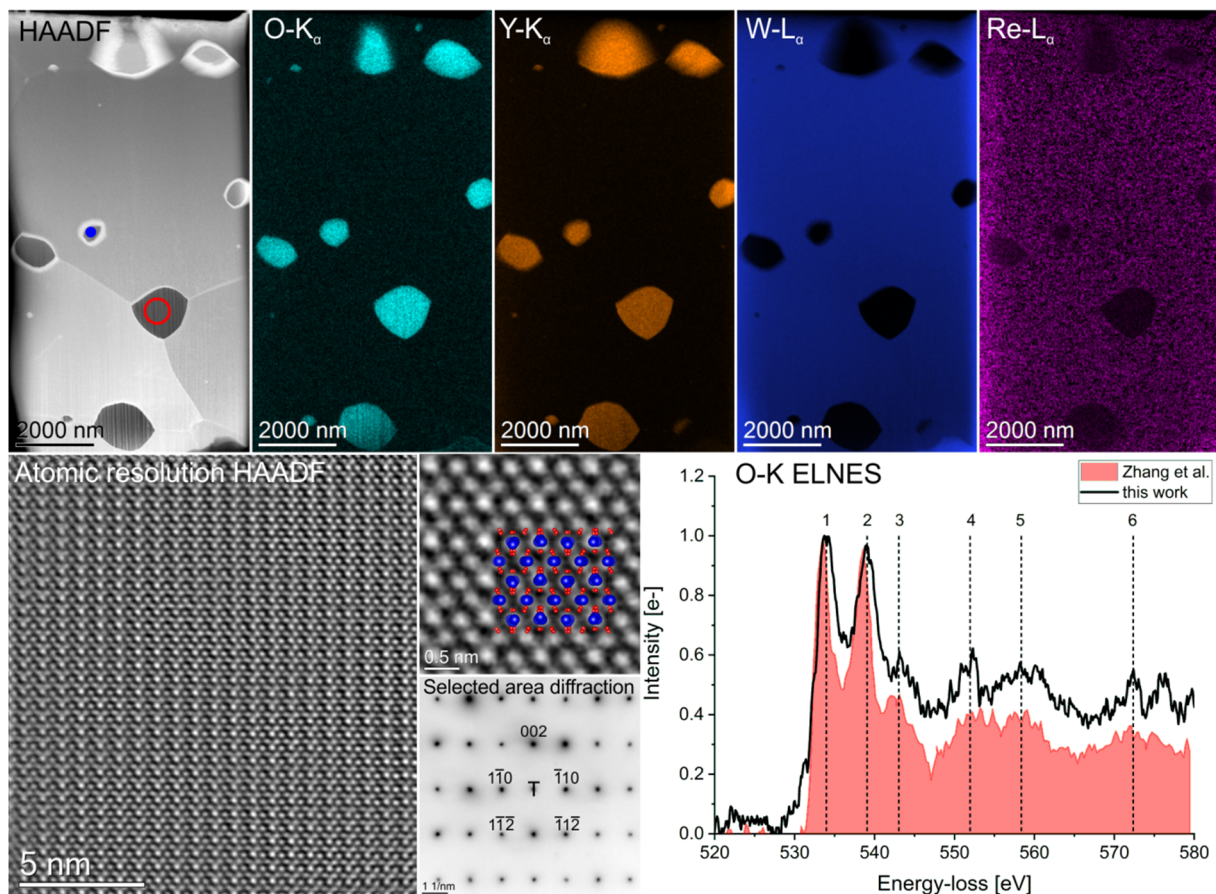 HAADF
O-Kα
Y-Kα
W-Lα
Re-Lα
2000 nm
2000 nm
2000 nm
2000 nm
2000 nm
Atomic resolution HAADF
5 nm
0.5 nm
Selected area diffraction
002
11̅0
1̅10
T
11̅2̅
1̅12̅
1 1/nm
O-K ELNES
Zhang et al.
this work
1 2 3 4 5 6
Intensity [e-]
1.2
1.0
0.8
0.6
0.4
0.2
0.0
520 530 540 550 560 570 580
Energy-loss [eV]